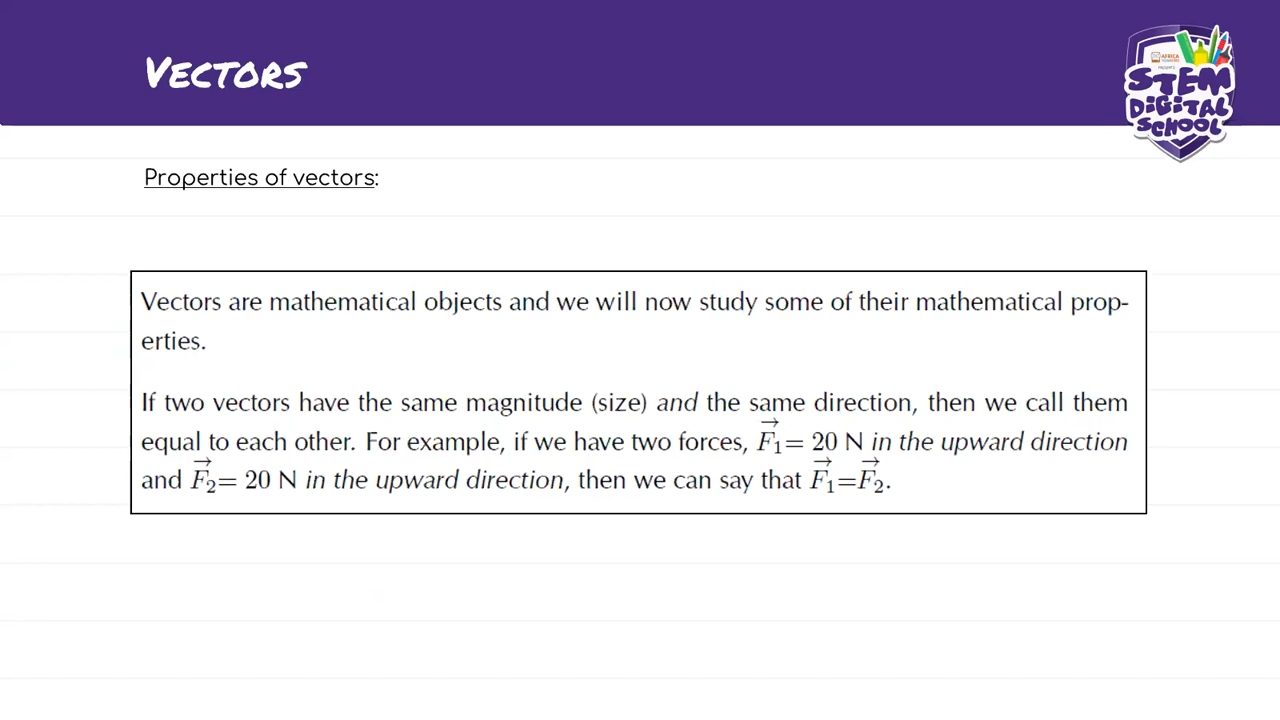 VECTORS
AFRICA
STEM
DIGITAL
SCHOOL
Properties of vectors:
Vectors are mathematical objects and we will now study some of their mathematical prop-
erties.
If two vectors have the same magnitude (size) and the same direction, then we call them
equal to each other. For example, if we have two forces, F⃗₁= 20 N in the upward direction
and F⃗₂= 20 N in the upward direction, then we can say that F⃗₁=F⃗₂.